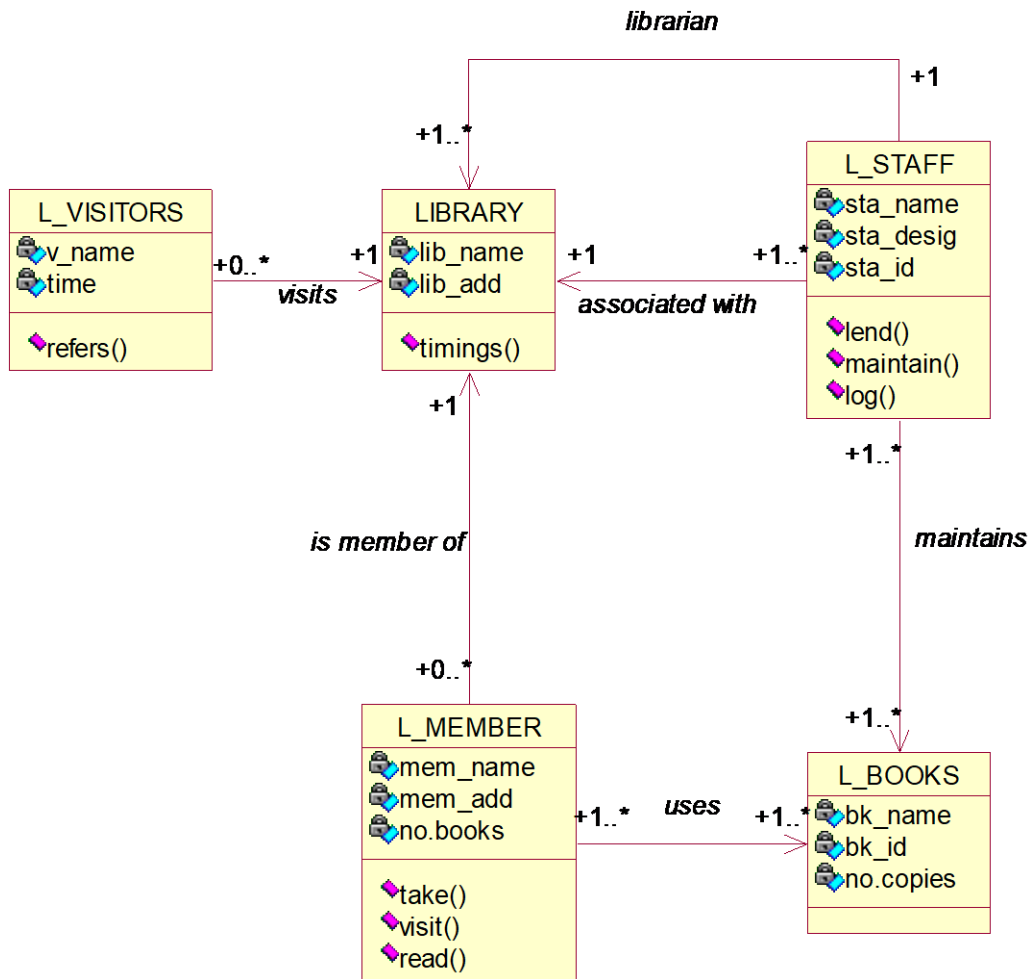 librarian
+1
+1..*
L_STAFF
sta_name
sta_desig
sta_id
lend()
maintain()
log()
L_VISITORS
v_name
time
refers()
LIBRARY
lib_name
lib_add
timings()
+0..*
+1
visits
+1
+1..*
associated with
+1
+1..*
is member of
maintains
+0..*
+1..*
L_MEMBER
mem_name
mem_add
no.books
take()
visit()
read()
+1..*
uses
+1..*
L_BOOKS
bk_name
bk_id
no.copies